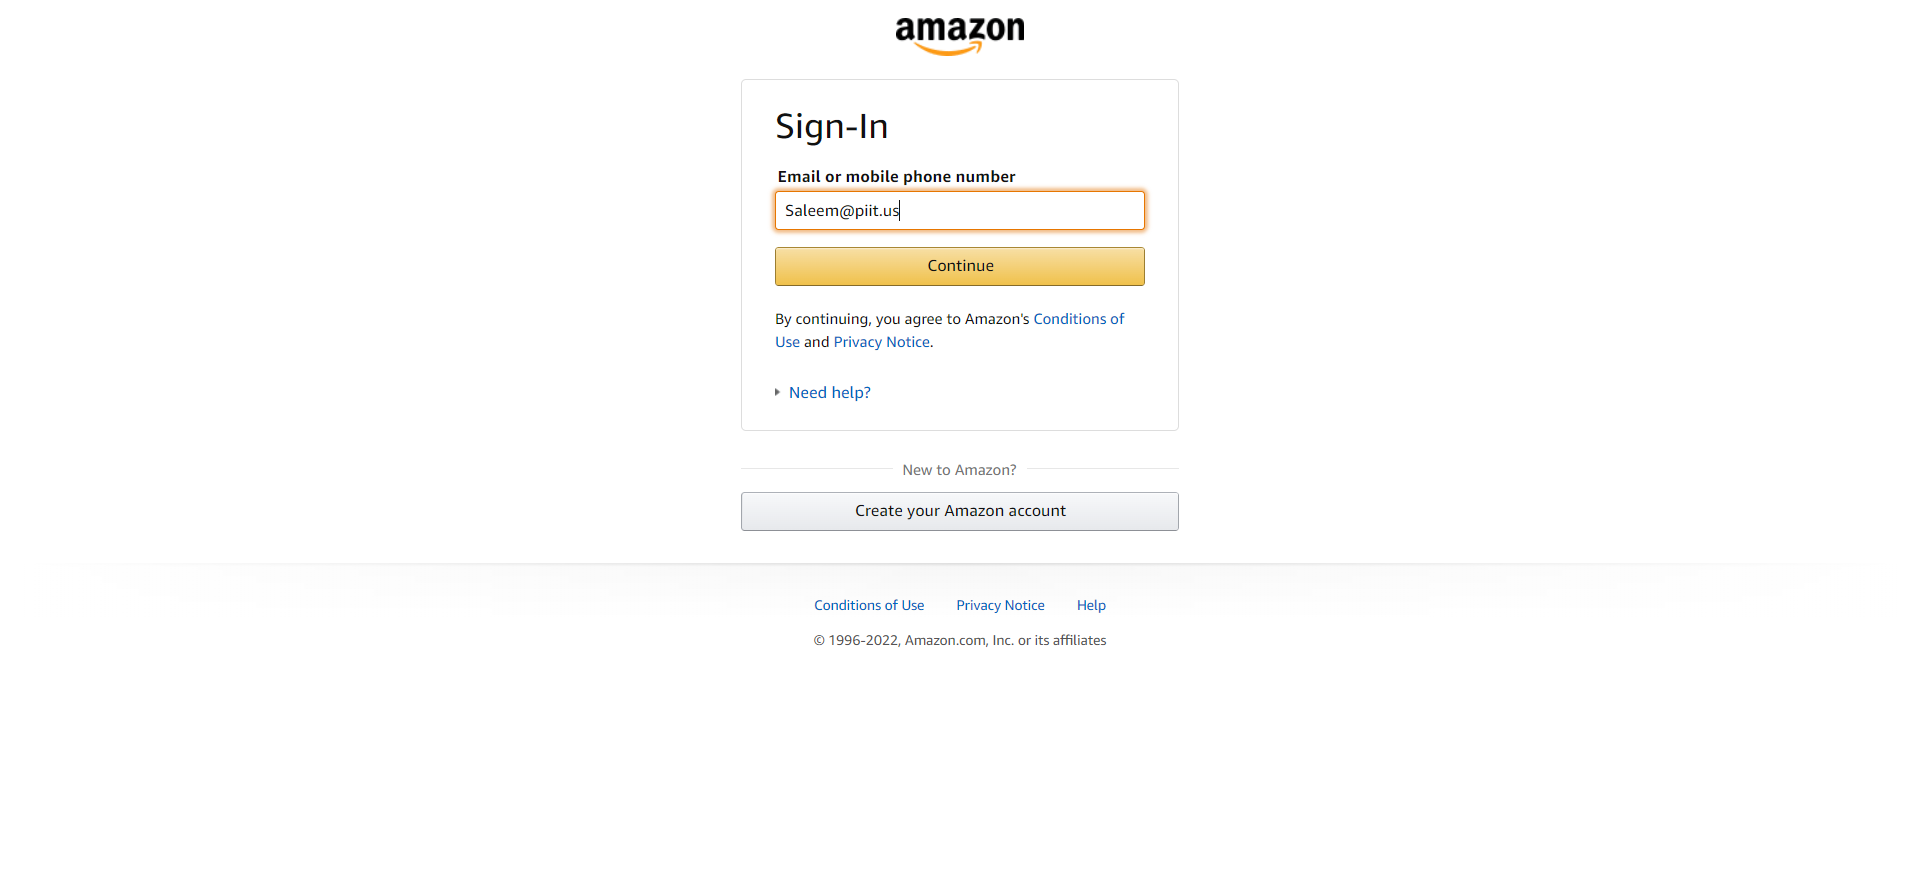 amazon
Sign-In
Email or mobile phone number
Saleem@piit.us
Continue
By continuing, you agree to Amazon's Conditions of
Use and Privacy Notice.
Need help?
New to Amazon?
Create your Amazon account
Conditions of Use Privacy Notice Help
© 1996-2022, Amazon.com, Inc. or its affiliates